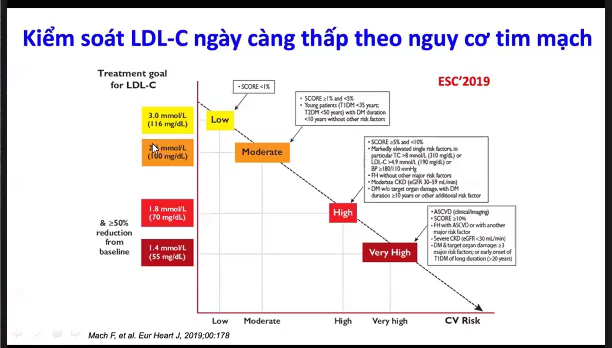 Kiểm soát LDL-C ngày càng thấp theo nguy cơ tim mạch
Treatment goal
for LDL-C
ESC'2019
3.0 mmol/L
(116 mg/dL)
Low
• SCORE <1%
mmol/L
(100 mg/dL)
Moderate
• SCORE ≥1% and <5%
• Young patients (T1DM <35 years;
T2DM <50 years) with DM duration
<10 years without other risk factors
• SCORE ≥5% and <10%
• Markedly elevated single risk factors, in
particular TC >8 mmol/L (310 mg/dL) or
LDL-C >4.9 mmol/L (190 mg/dL) or
BP ≥180/110 mmHg
• FH without other major risk factors
• Moderate CKD (eGFR 30–59 mL/min)
• DM w/o target organ damage, with DM
duration ≥10 years or other additional risk factor
1.8 mmol/L
(70 mg/dL)
High
& ≥50%
reduction
from
baseline
1.4 mmol/L
(55 mg/dL)
Very High
• ASCVD (clinical/imaging)
• SCORE ≥10%
• FH with ASCVD or with another
major risk factor
• Severe CKD (eGFR <30 mL/min)
• DM & target organ damage: ≥3
major risk factors; or early onset of
T1DM of long duration (>20 years)
Low
Moderate
High
Very high
CV Risk
Mach F, et al. Eur Heart J, 2019;00:178